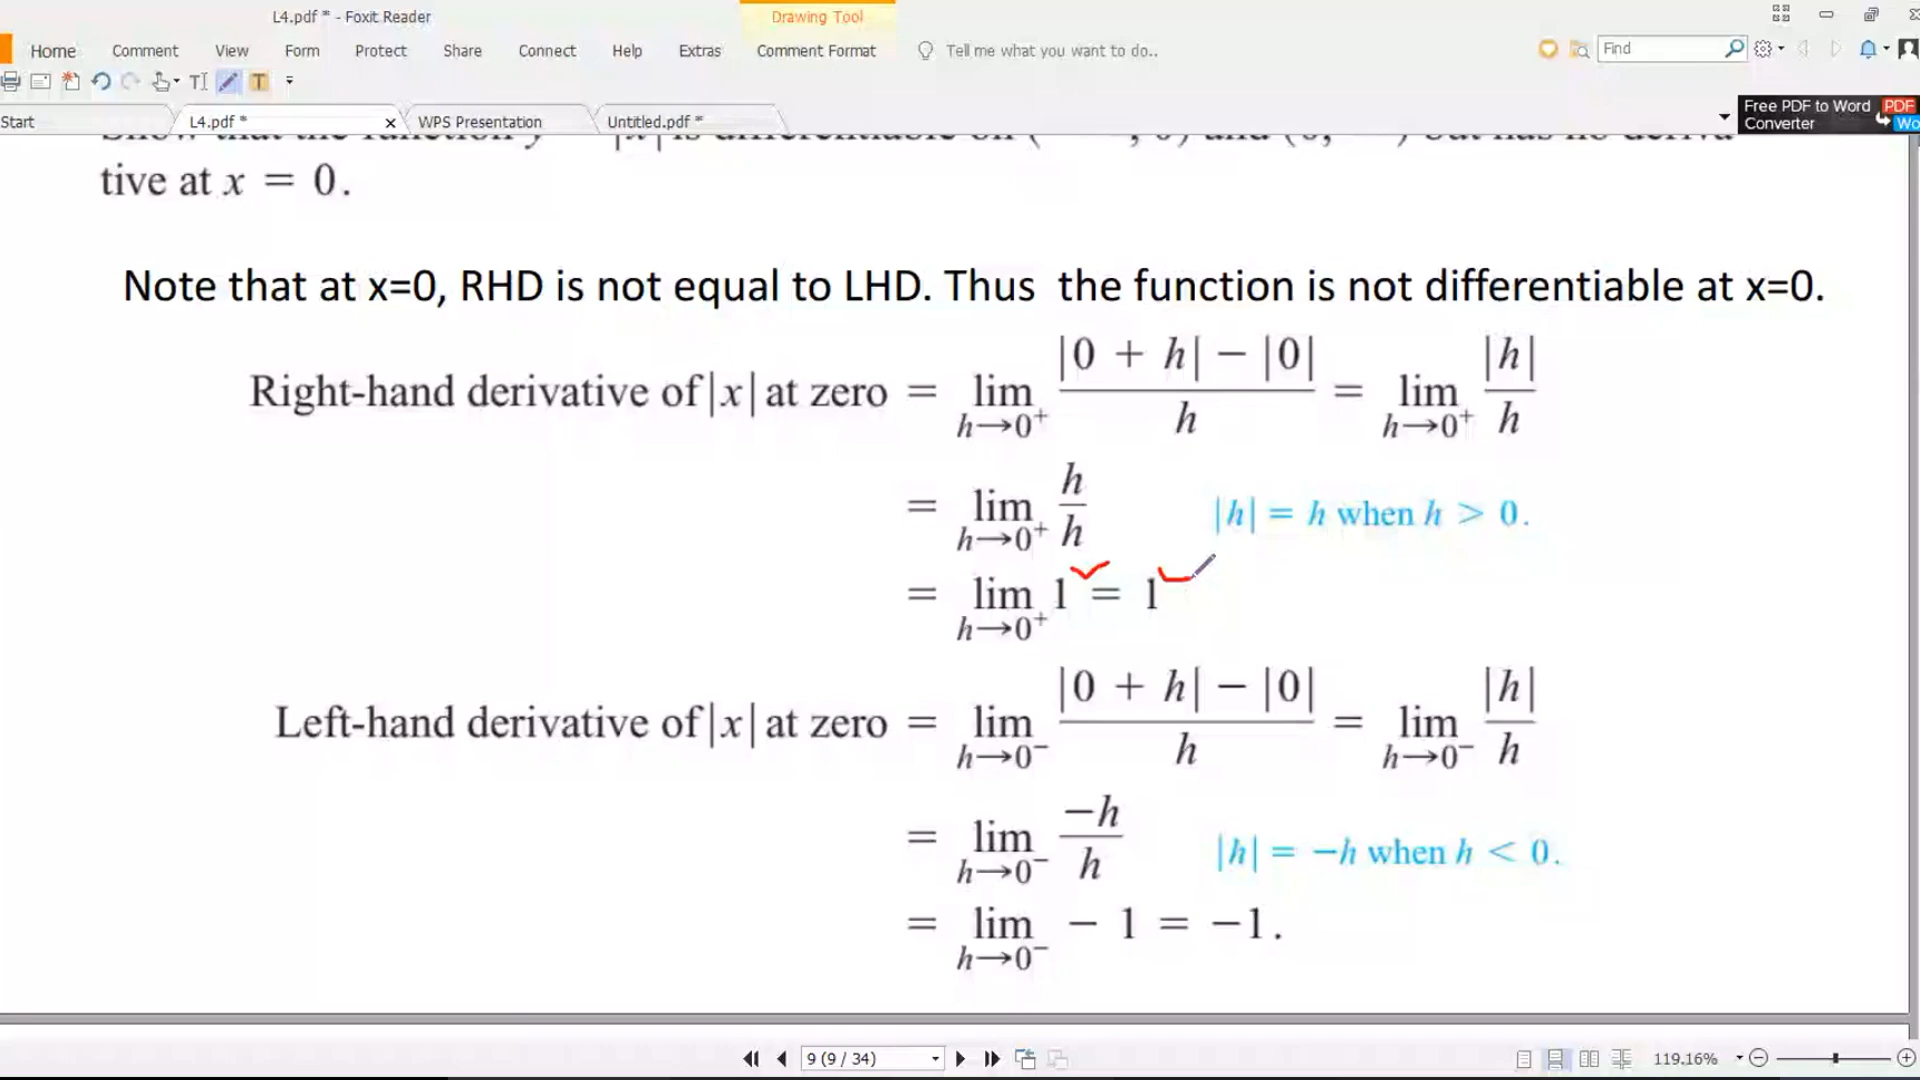 L4.pdf * - Foxit Reader
Drawing Tool
Home Comment View Form Protect Share Connect Help Extras Comment Format Tell me what you want to do.. Find
Start L4.pdf * WPS Presentation Untitled.pdf *
Free PDF to Word Converter PDF
tive at x = 0.
Note that at x=0, RHD is not equal to LHD. Thus the function is not differentiable at x=0.
Right-hand derivative of |x| at zero = lim h→0⁺ |0 + h| − |0| / h = lim h→0⁺ |h| / h
= lim h→0⁺ h / h |h| = h when h > 0.
= lim h→0⁺ 1 = 1
Left-hand derivative of |x| at zero = lim h→0⁻ |0 + h| − |0| / h = lim h→0⁻ |h| / h
= lim h→0⁻ −h / h |h| = −h when h < 0.
= lim h→0⁻ − 1 = −1.
9 (9 / 34) 119.16%